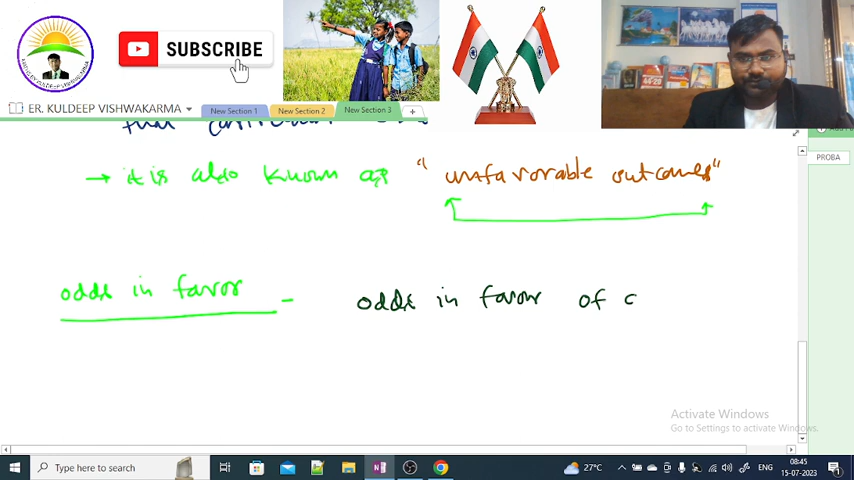 SUBSCRIBE
ER. KULDEEP VISHWAKARMA
New Section 1
New Section 2
New Section 3
PROBA
→ it is also known as "unfavorable outcomes"
odds in favor - odds in favour of a
Activate Windows
Go to Settings to activate Windows.
Type here to search
27°C
ENG
08:45
15-07-2023